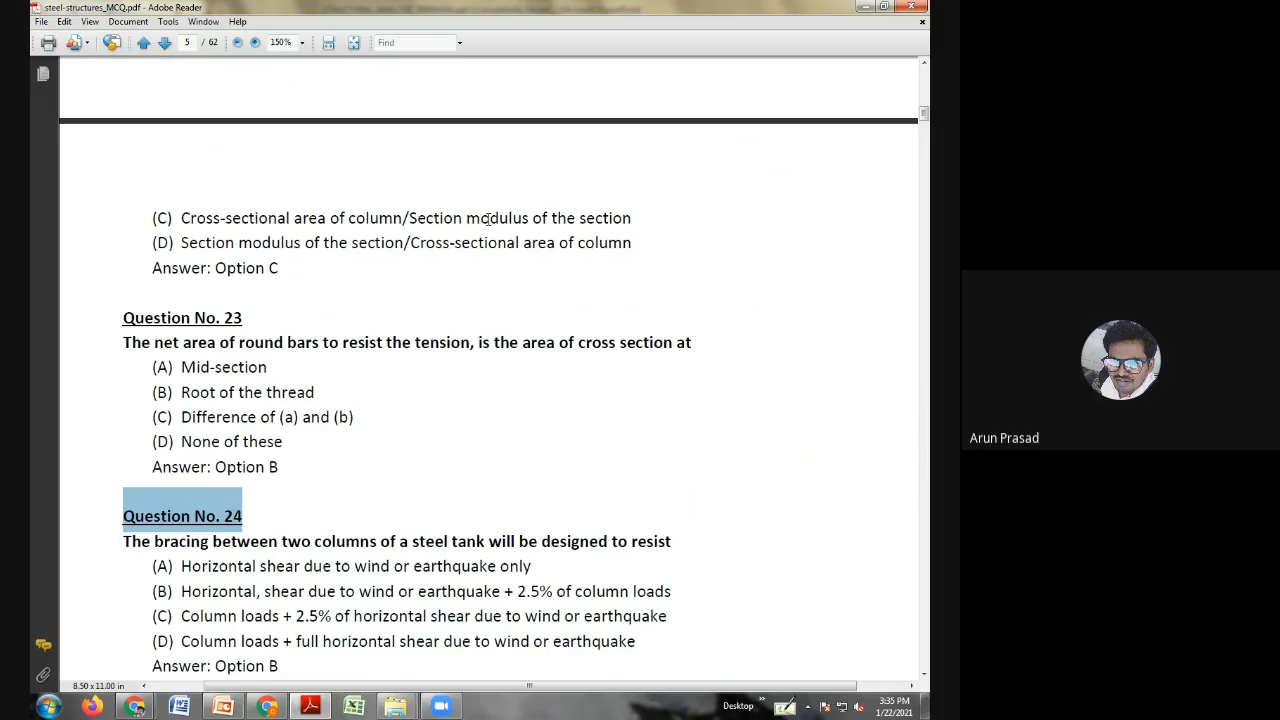 steel-structures_MCQ.pdf - Adobe Reader
File Edit View Document Tools Window Help
5 / 62 150% Find
(C) Cross-sectional area of column/Section modulus of the section
(D) Section modulus of the section/Cross-sectional area of column
Answer: Option C
Question No. 23
The net area of round bars to resist the tension, is the area of cross section at
(A) Mid-section
(B) Root of the thread
(C) Difference of (a) and (b)
(D) None of these
Answer: Option B
Question No. 24
The bracing between two columns of a steel tank will be designed to resist
(A) Horizontal shear due to wind or earthquake only
(B) Horizontal, shear due to wind or earthquake + 2.5% of column loads
(C) Column loads + 2.5% of horizontal shear due to wind or earthquake
(D) Column loads + full horizontal shear due to wind or earthquake
Answer: Option B
8.50 x 11.00 in
Arun Prasad
Desktop
3:35 PM
1/22/2021